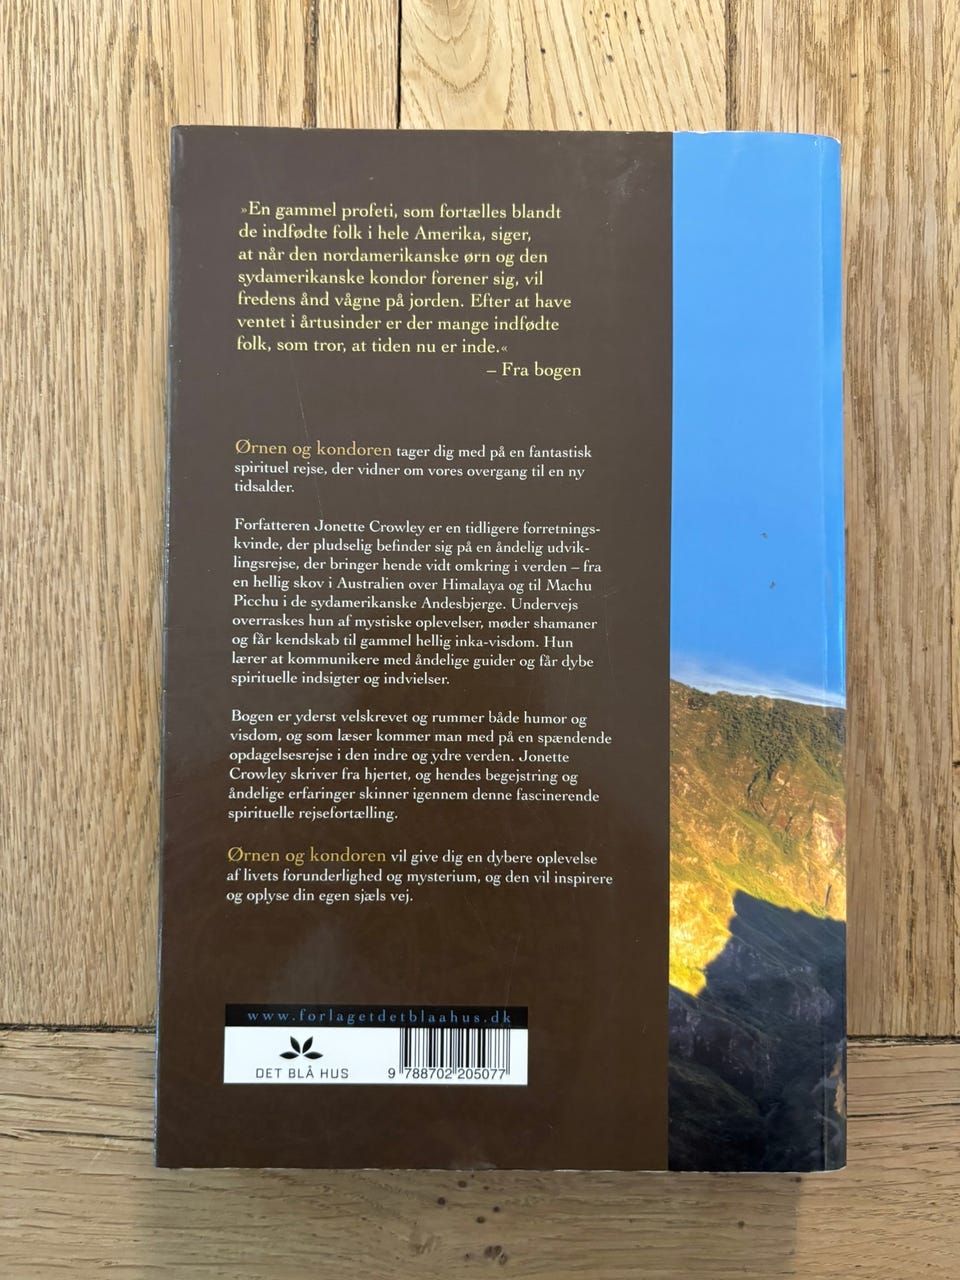 »En gammel profeti, som fortælles blandt
de indfødte folk i hele Amerika, siger,
at når den nordamerikanske ørn og den
sydamerikanske kondor forener sig, vil
fredens ånd vågne på jorden. Efter at have
ventet i årtusinder er der mange indfødte
folk, som tror, at tiden nu er inde.«
– Fra bogen
Ørnen og kondoren tager dig med på en fantastisk
spirituel rejse, der vidner om vores overgang til en ny
tidsalder.
Forfatteren Jonette Crowley er en tidligere forretnings-
kvinde, der pludselig befinder sig på en åndelig udvik-
lingsrejse, der bringer hende vidt omkring i verden – fra
en hellig skov i Australien over Himalaya og til Machu
Picchu i de sydamerikanske Andesbjerge. Undervejs
overraskes hun af mystiske oplevelser, møder shamaner
og får kendskab til gammel hellig inka-visdom. Hun
lærer at kommunikere med åndelige guider og får dybe
spirituelle indsigter og indvielser.
Bogen er yderst velskrevet og rummer både humor og
visdom, og som læser kommer man med på en spændende
opdagelsesrejse i den indre og ydre verden. Jonette
Crowley skriver fra hjertet, og hendes begejstring og
åndelige erfaringer skinner igennem denne fascinerende
spirituelle rejsefortælling.
Ørnen og kondoren vil give dig en dybere oplevelse
af livets forunderlighed og mysterium, og den vil inspirere
og oplyse din egen sjæls vej.
www.forlagetdetblaahus.dk
DET BLÅ HUS
9 788702 205077